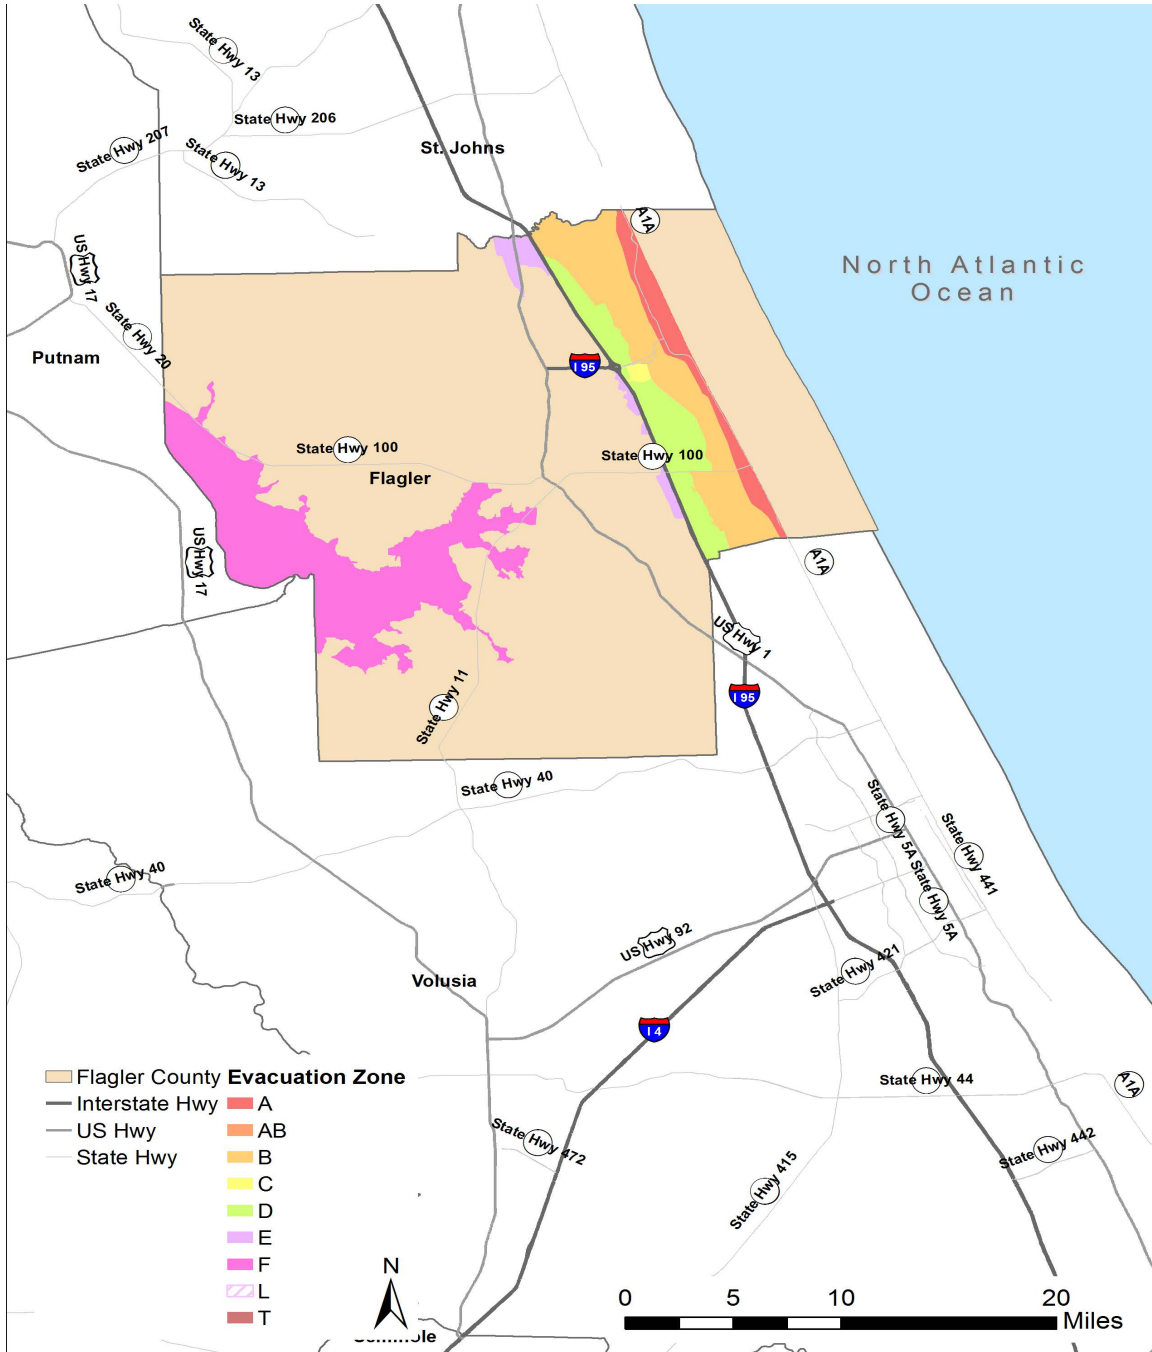 State Hwy 13
State Hwy 206
State Hwy 207
State Hwy 13
St. Johns
A1A
North Atlantic
Ocean
US Hwy 17
State Hwy 20
Putnam
I 95
State Hwy 100
State Hwy 100
Flagler
US Hwy 17
A1A
US Hwy 1
I 95
State Hwy 11
State Hwy 40
State Hwy 5A
State Hwy 441
State Hwy 40
State Hwy 5A
US Hwy 92
State Hwy 421
Volusia
I 4
State Hwy 44
A1A
State Hwy 472
State Hwy 442
State Hwy 415
Flagler County
Interstate Hwy
US Hwy
State Hwy
Evacuation Zone
A
AB
B
C
D
E
F
L
T
N
0 5 10 20
Miles